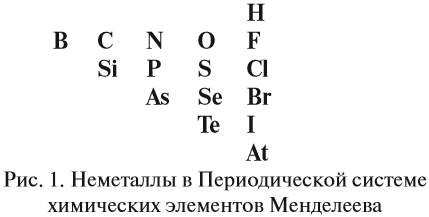 H
B C N O F
Si P S Cl
As Se Br
Te I
At
Рис. 1. Неметаллы в Периодической системе
химических элементов Менделеева